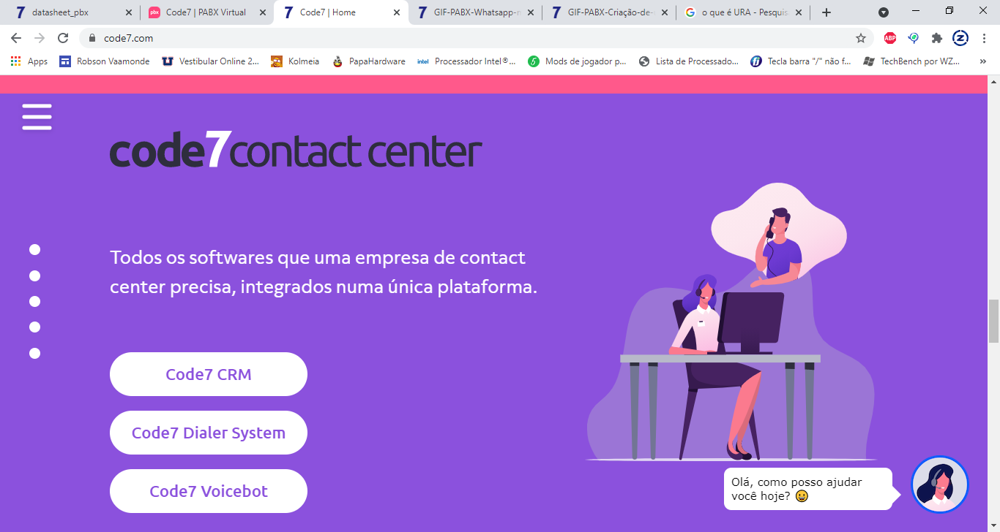 datasheet_pbx
pbx
Code7 | PABX Virtual
Code7 | Home
GIF-PABX-Whatsapp-
GIF-PABX-Criação-de-
o que é URA - Pesquis
code7.com
ABP
Apps
Robson Vaamonde
Vestibular Online 2...
Kolmeia
PapaHardware
intel
Processador Intel®...
Mods de jogador p...
Lista de Processado...
Tecla barra "/" não f...
TechBench por WZ...
code7contact center
Todos os softwares que uma empresa de contact
center precisa, integrados numa única plataforma.
Code7 CRM
Code7 Dialer System
Code7 Voicebot
Olá, como posso ajudar
você hoje? 😀